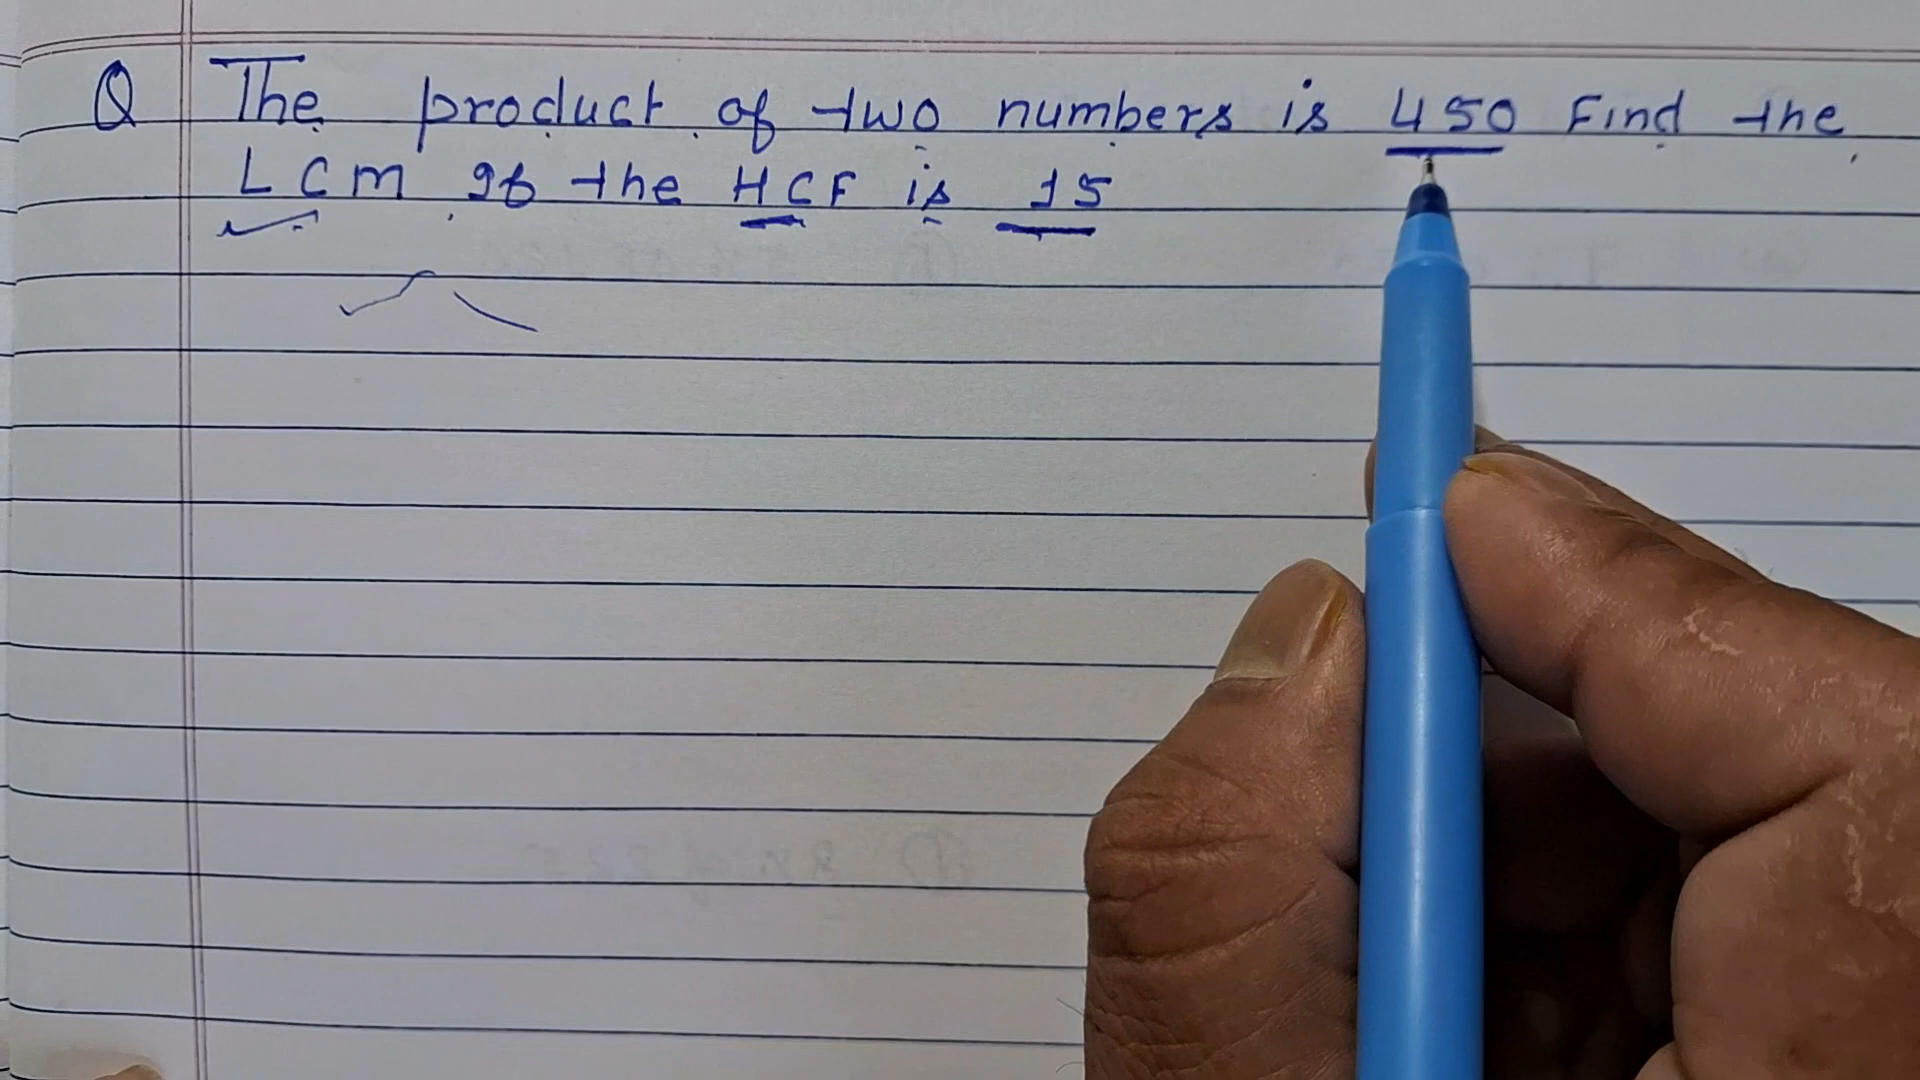 Q The product of two numbers is 450 Find the
LCM If the HCF is 15